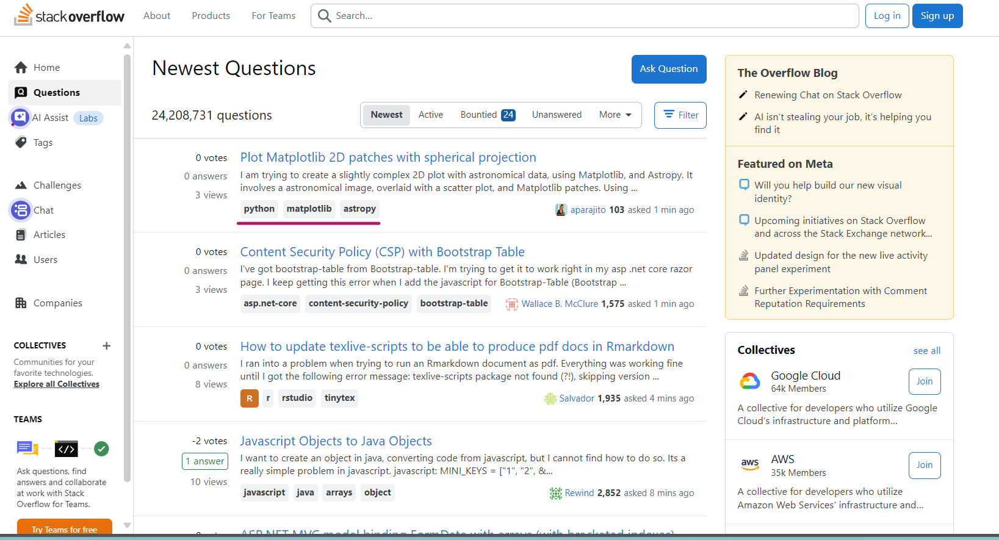 stackoverflow
About
Products
For Teams
Search...
Log in
Sign up
Home
Questions
AI Assist Labs
Tags
Challenges
Chat
Articles
Users
Companies
COLLECTIVES +
Communities for your
favorite technologies.
Explore all Collectives
TEAMS
</>
Ask questions, find
answers and collaborate
at work with Stack
Overflow for Teams.
Try Teams for free
Newest Questions
Ask Question
24,208,731 questions
Newest
Active
Bountied 24
Unanswered
More
Filter
0 votes
0 answers
3 views
Plot Matplotlib 2D patches with spherical projection
I am trying to create a slightly complex 2D plot with astronomical data, using Matplotlib, and Astropy. It
involves a astronomical image, overlaid with a scatter plot, and Matplotlib patches. Using ...
python matplotlib astropy
aparajito 103 asked 1 min ago
0 votes
0 answers
3 views
Content Security Policy (CSP) with Bootstrap Table
I've got bootstrap-table from Bootstrap-table. I'm trying to get it to work right in my asp .net core razor
page. I keep getting this error when I add the javascript for Bootstrap-Table (Bootstrap ...
asp.net-core content-security-policy bootstrap-table
Wallace B. McClure 1,575 asked 1 min ago
0 votes
0 answers
8 views
How to update texlive-scripts to be able to produce pdf docs in Rmarkdown
I ran into a problem when trying to run an Rmarkdown document as pdf. Everything was working fine
until I got the following error message: texlive-scripts package not found (?!), skipping version ...
R r rstudio tinytex
Salvador 1,935 asked 4 mins ago
-2 votes
1 answer
10 views
Javascript Objects to Java Objects
I want to create an object in java, converting code from javascript, but I cannot find how to do so. Its a
really simple problem in javascript. javascript: MINI_KEYS = ["1", "2", &...
javascript java arrays object
Rewind 2,852 asked 8 mins ago
ASP.NET MVC model binding FormData with arrays (with bracketed indexes)
The Overflow Blog
Renewing Chat on Stack Overflow
AI isn't stealing your job, it's helping you
find it
Featured on Meta
Will you help build our new visual
identity?
Upcoming initiatives on Stack Overflow
and across the Stack Exchange network...
Updated design for the new live activity
panel experiment
Further Experimentation with Comment
Reputation Requirements
Collectives
see all
Google Cloud
64k Members
Join
A collective for developers who utilize Google
Cloud's infrastructure and platform...
aws
AWS
35k Members
Join
A collective for developers who utilize
Amazon Web Services' infrastructure and...